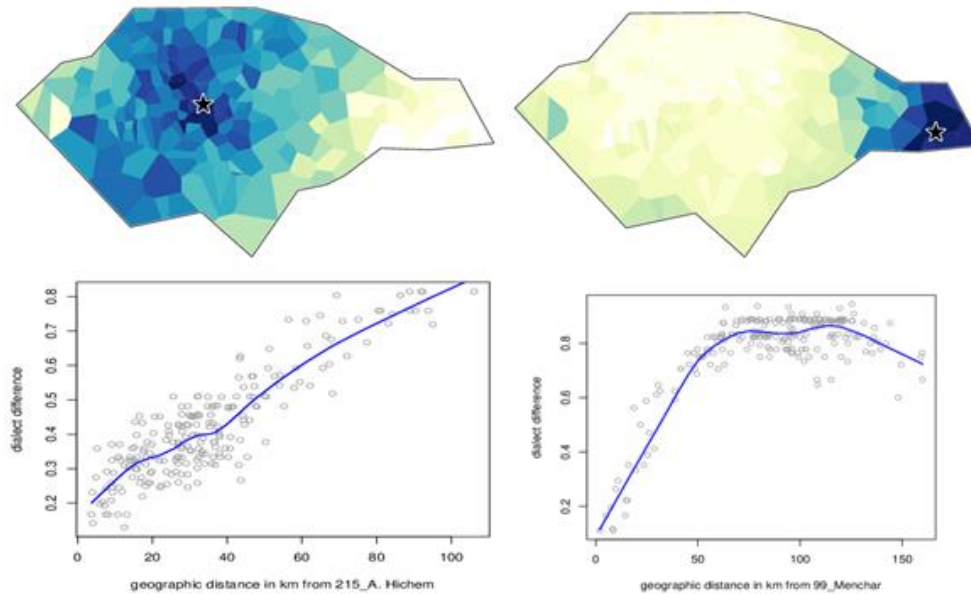 dialect difference
0.2 0.3 0.4 0.5 0.6 0.7 0.8
0 20 40 60 80 100
geographic distance in km from 215_A. Hichem
dialect difference
0.2 0.4 0.6 0.8
0 50 100 150
geographic distance in km from 99_Menchar